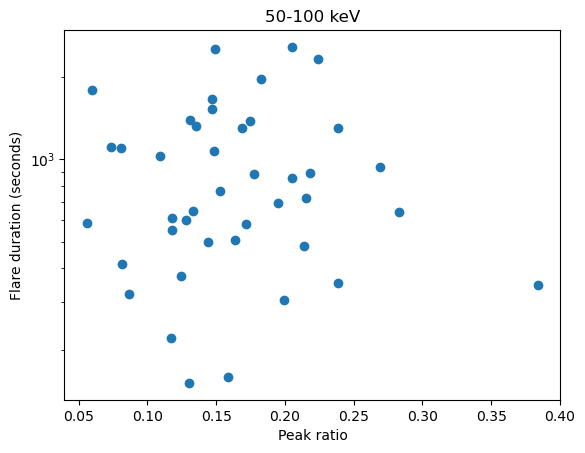 50-100 keV
Flare duration (seconds)
10³
0.05 0.10 0.15 0.20 0.25 0.30 0.35 0.40
Peak ratio